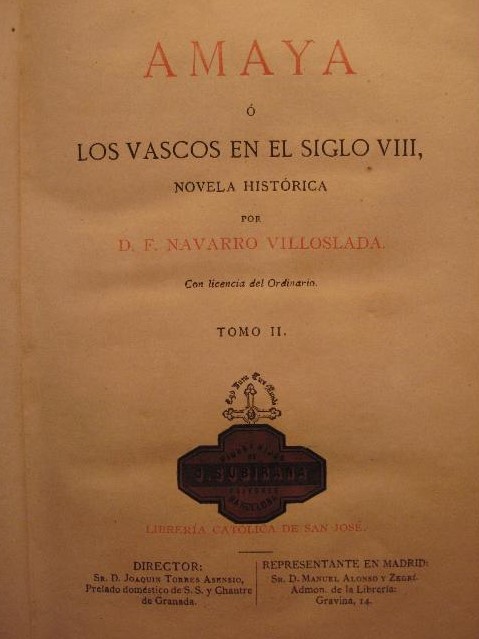 AMAYA
Ó
LOS VASCOS EN EL SIGLO VIII,
NOVELA HISTÓRICA
POR
D. F. NAVARRO VILLOSLADA.
Con licencia del Ordinario.
TOMO II.
J. SUBIRANA
BARCELONA
LIBRERÍA CATÓLICA DE SAN JOSÉ.
DIRECTOR:
SR. D. JOAQUIN TORRES ASENSIO,
Prelado doméstico de S. S. y Chantre
de Granada.
REPRESENTANTE EN MADRID:
SR. D. MANUEL ALONSO Y ZEGRÍ.
Admon. de la Librería:
Gravina, 14.